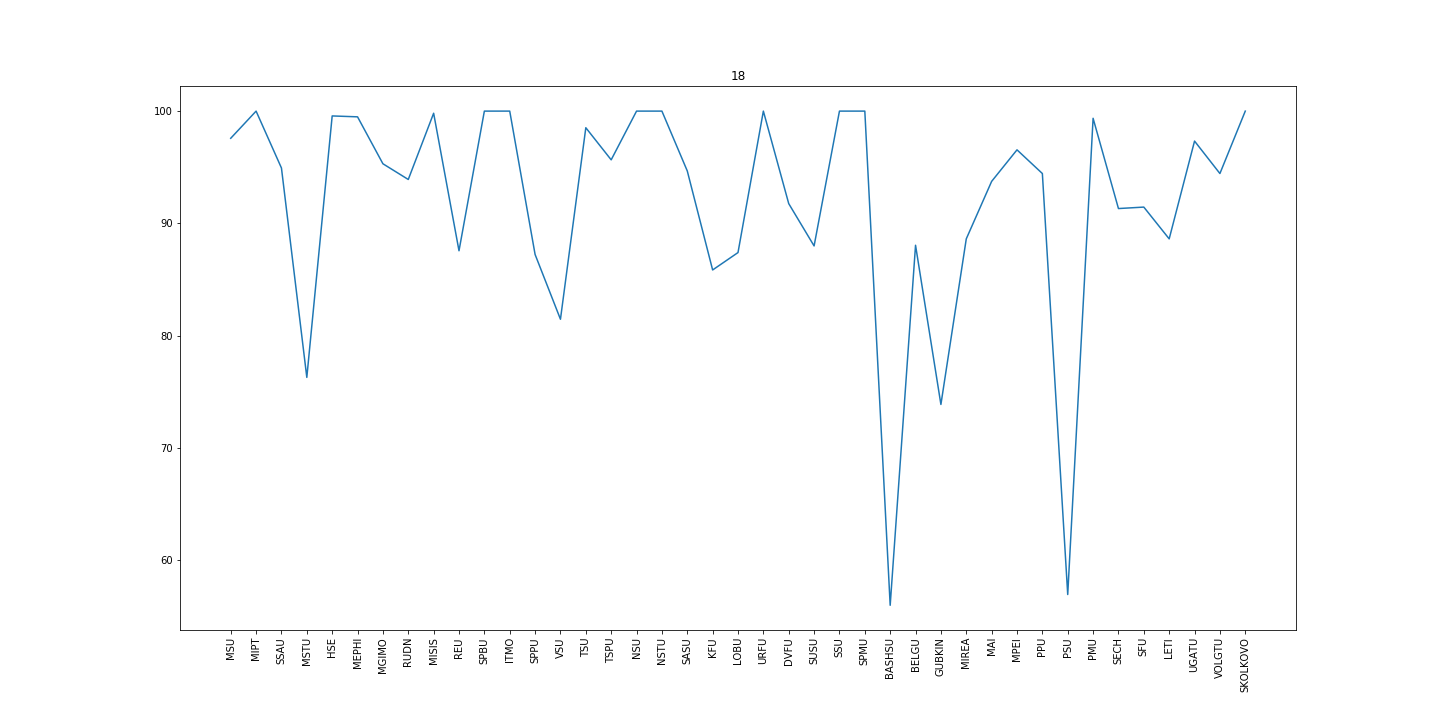 18
100
90
80
70
60
MSU
MIPT
SSAU
MSTU
HSE
MEPHI
MGIMO
RUDN
MISIS
REU
SPBU
ITMO
SPPU
VSU
TSU
TSPU
NSU
NSTU
SASU
KFU
LOBU
URFU
DVFU
SUSU
SSU
SPMU
BASHSU
BELGU
GUBKIN
MIREA
MAI
MPEI
PPU
PSU
PMU
SECH
SFU
LETI
UGATU
VOLGTU
SKOLKOVO